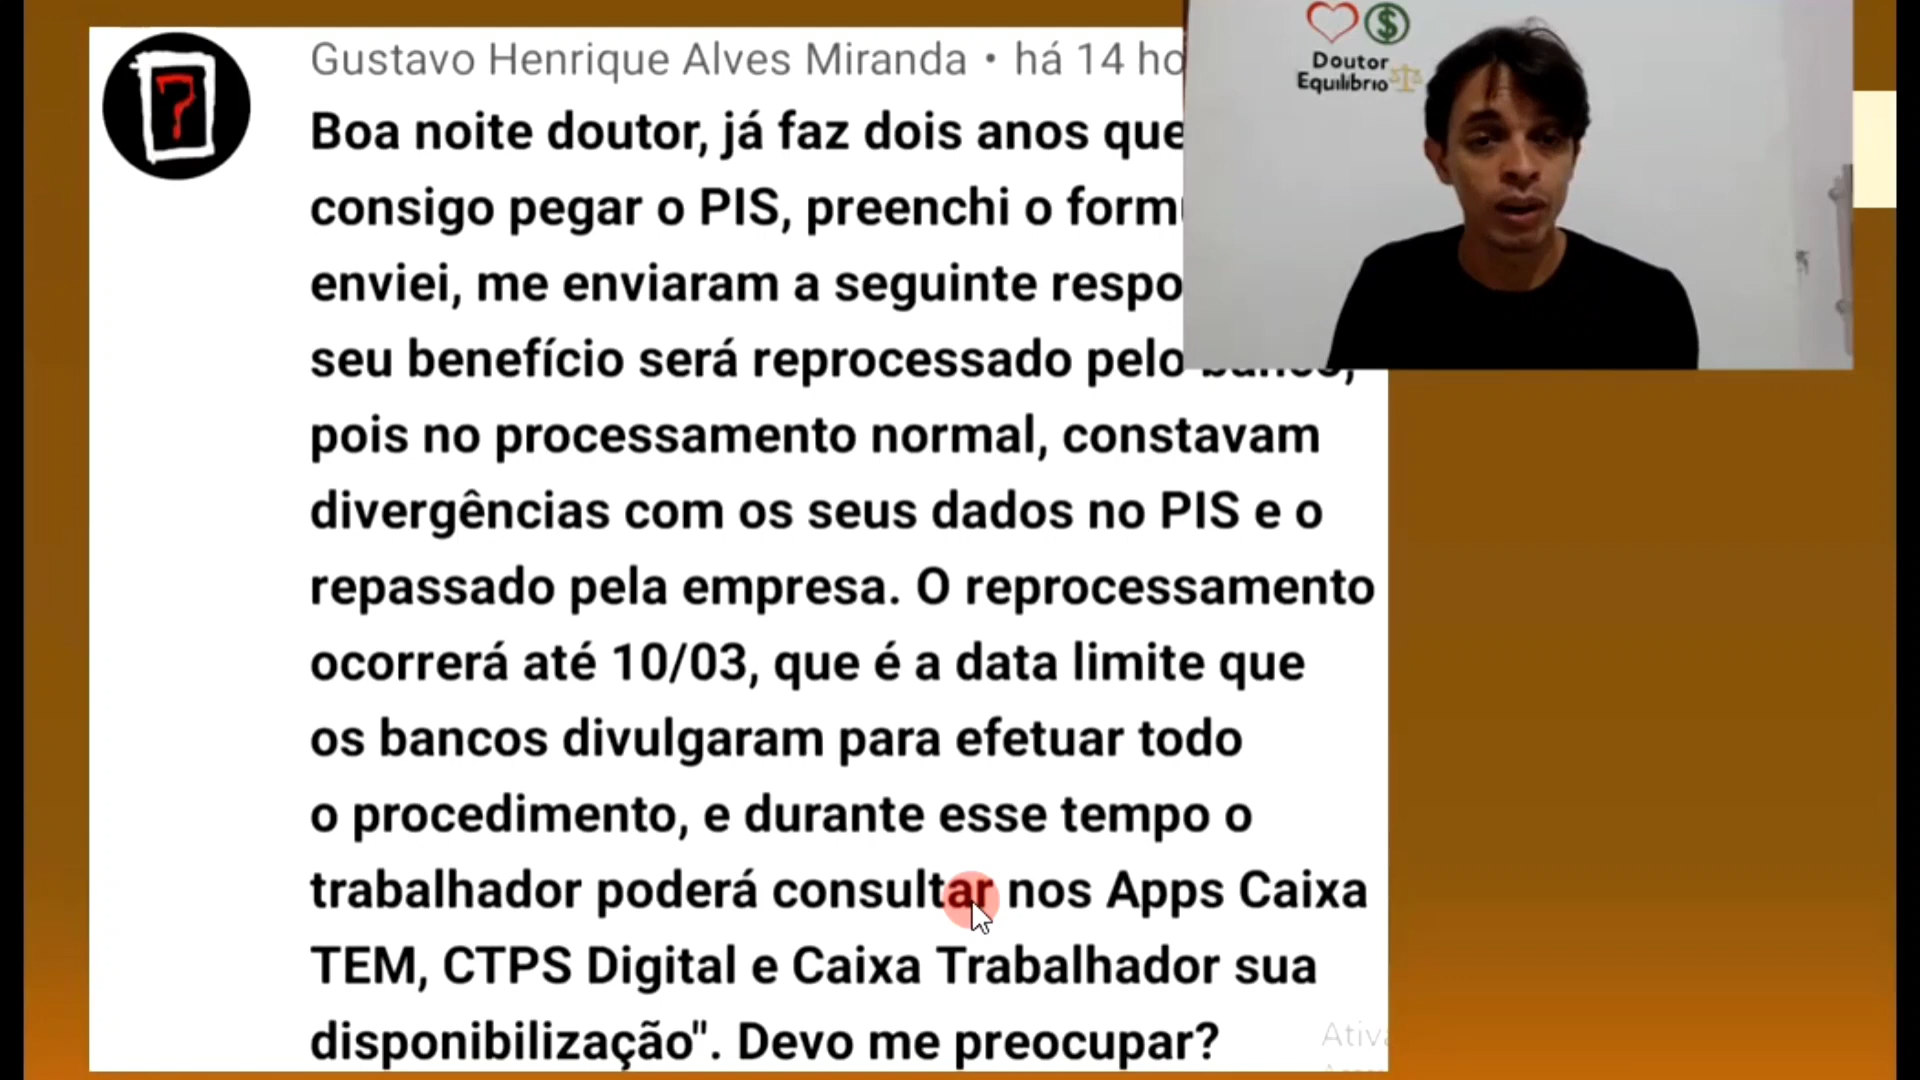 Gustavo Henrique Alves Miranda • há 14
Boa noite doutor, já faz dois anos que
consigo pegar o PIS, preenchi o
enviei, me enviaram a seguinte
seu benefício será reprocessado pelo
pois no processamento normal, constavam
divergências com os seus dados no PIS e o
repassado pela empresa. O reprocessamento
ocorrerá até 10/03, que é a data limite que
os bancos divulgaram para efetuar todo
o procedimento, e durante esse tempo o
trabalhador poderá consultar nos Apps Caixa
TEM, CTPS Digital e Caixa Trabalhador sua
disponibilização". Devo me preocupar?
Doutor
Equilíbrio